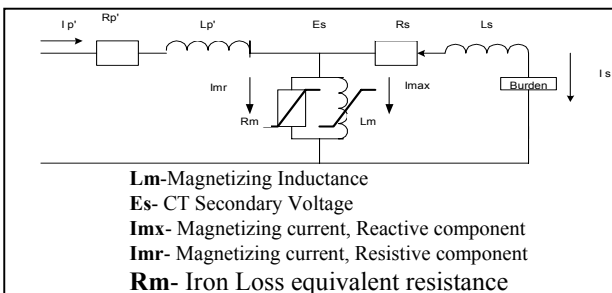 I p'
Rp'
Lp'
Es
Rs
Ls
I s
Imr
Imax
Burden
Rm
Lm
Lm-Magnetizing Inductance
Es- CT Secondary Voltage
Imx- Magnetizing current, Reactive component
Imr- Magnetizing current, Resistive component
Rm- Iron Loss equivalent resistance